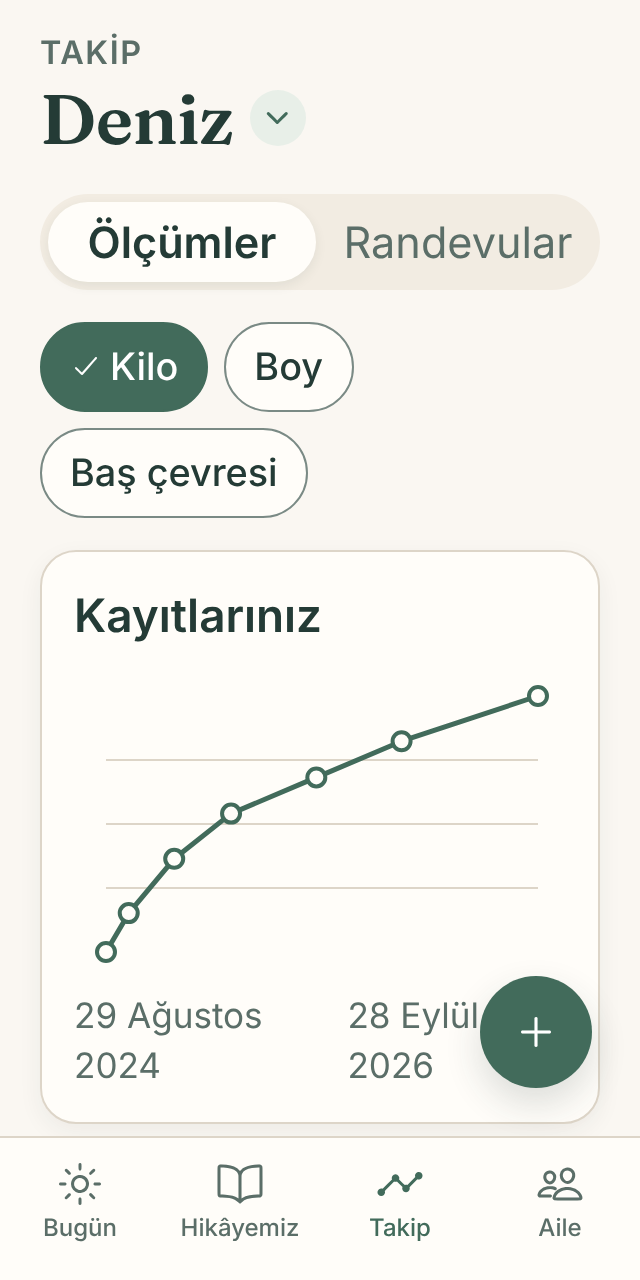 TAKİP
Deniz
Ölçümler
Randevular
Kilo
Boy
Baş çevresi
Kayıtlarınız
29 Ağustos
2024
28 Eylül
2026
Bugün
Hikâyemiz
Takip
Aile